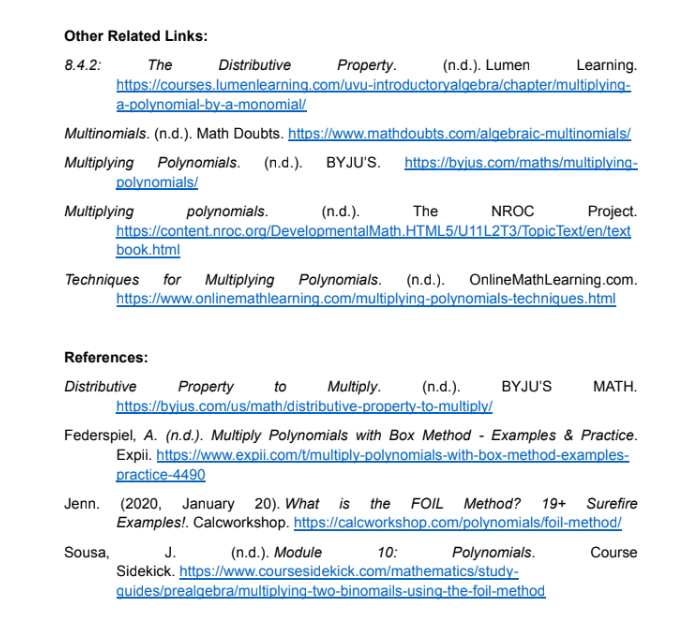 Other Related Links:
8.4.2: The Distributive Property. (n.d.). Lumen Learning.
https://courses.lumenlearning.com/uvu-introductoryalgebra/chapter/multiplying-
a-polynomial-by-a-monomial/
Multinomials. (n.d.). Math Doubts. https://www.mathdoubts.com/algebraic-multinomials/
Multiplying Polynomials. (n.d.). BYJU'S. https://byjus.com/maths/multiplying-
polynomials/
Multiplying polynomials. (n.d.). The NROC Project.
https://content.nroc.org/DevelopmentalMath.HTML5/U11L2T3/TopicText/en/text
book.html
Techniques for Multiplying Polynomials. (n.d.). OnlineMathLearning.com.
https://www.onlinemathlearning.com/multiplying-polynomials-techniques.html
References:
Distributive Property to Multiply. (n.d.). BYJU'S MATH.
https://byjus.com/us/math/distributive-property-to-multiply/
Federspiel, A. (n.d.). Multiply Polynomials with Box Method - Examples & Practice.
Expii. https://www.expii.com/t/multiply-polynomials-with-box-method-examples-
practice-4490
Jenn. (2020, January 20). What is the FOIL Method? 19+ Surefire
Examples!. Calcworkshop. https://calcworkshop.com/polynomials/foil-method/
Sousa, J. (n.d.). Module 10: Polynomials. Course
Sidekick. https://www.coursesidekick.com/mathematics/study-
guides/prealgebra/multiplying-two-binomails-using-the-foil-method